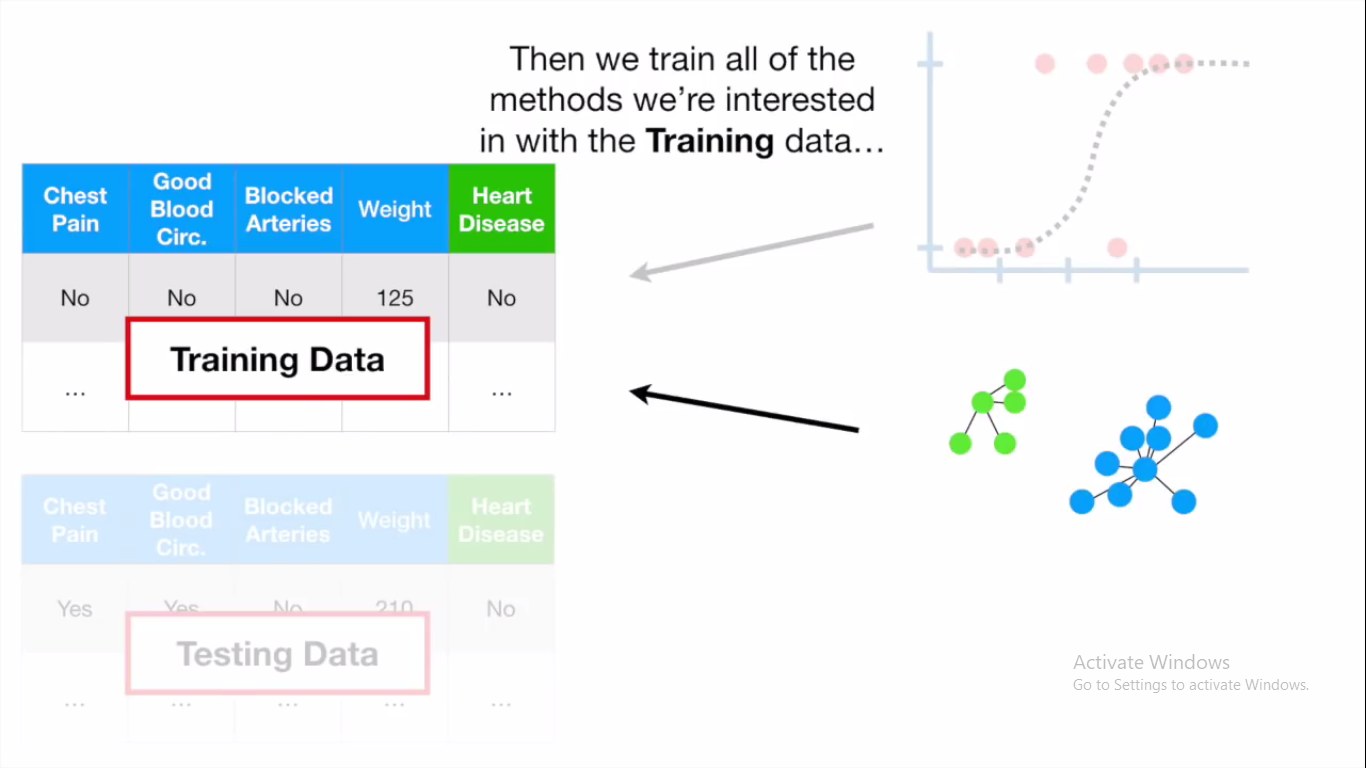 Then we train all of the
methods we're interested
in with the Training data…
Chest Pain Good Blood Circ. Blocked Arteries Weight Heart Disease
No No No 125 No
Training Data
… …
Chest Pain Good Blood Circ. Blocked Arteries Weight Heart Disease
Yes Yes No 210 No
Testing Data
… … … … …
Activate Windows
Go to Settings to activate Windows.